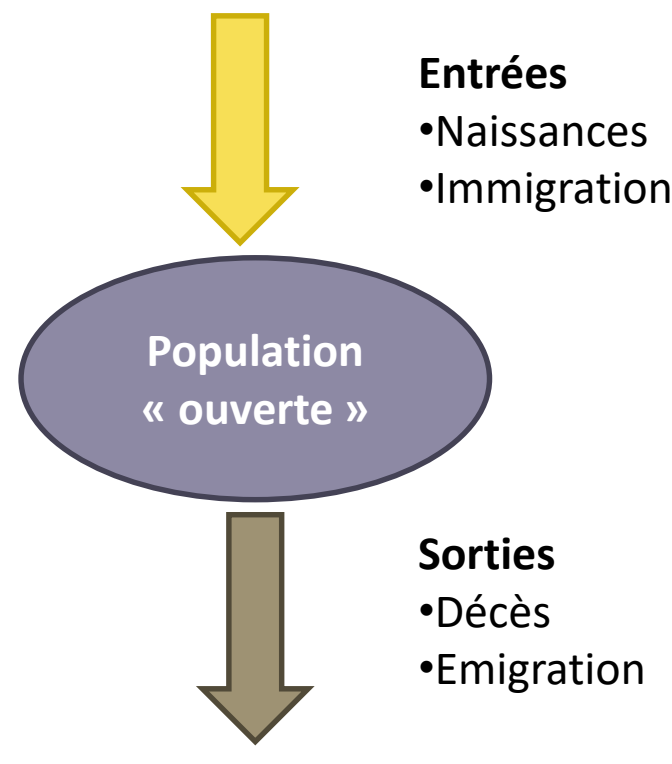 Entrées
•Naissances
•Immigration
Population
« ouverte »
Sorties
•Décès
•Emigration